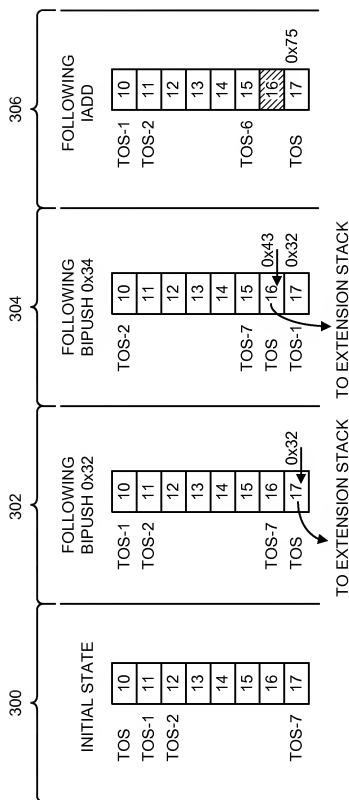 300
INITIAL STATE
TOS 10
TOS-1 11
TOS-2 12
13
14
15
16
TOS-7 17
302
FOLLOWING
BIPUSH 0x32
TOS-1 10
TOS-2 11
12
13
14
15
TOS-7 16
TOS 17 0x32
TO EXTENSION STACK
304
FOLLOWING
BIPUSH 0x34
TOS-2 10
11
12
13
14
TOS-7 15
TOS 16 0x43
TOS-1 17 0x32
TO EXTENSION STACK
306
FOLLOWING
IADD
TOS-1 10
TOS-2 11
12
13
14
TOS-6 15
16
TOS 17 0x75